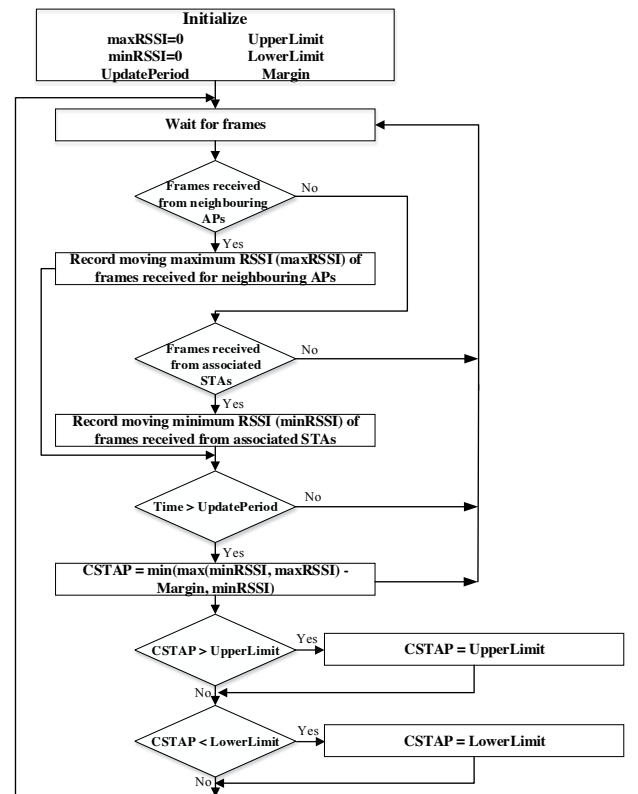 Initialize
maxRSSI=0 UpperLimit
minRSSI=0 LowerLimit
UpdatePeriod Margin
Wait for frames
Frames received
from neighbouring
APs
No
Yes
Record moving maximum RSSI (maxRSSI) of
frames received for neighbouring APs
Frames received
from associated
STAs
No
Yes
Record moving minimum RSSI (minRSSI) of
frames received from associated STAs
Time > UpdatePeriod
No
Yes
CSTAP = min(max(minRSSI, maxRSSI) -
Margin, minRSSI)
CSTAP > UpperLimit
Yes
CSTAP = UpperLimit
No
CSTAP < LowerLimit
Yes
CSTAP = LowerLimit
No